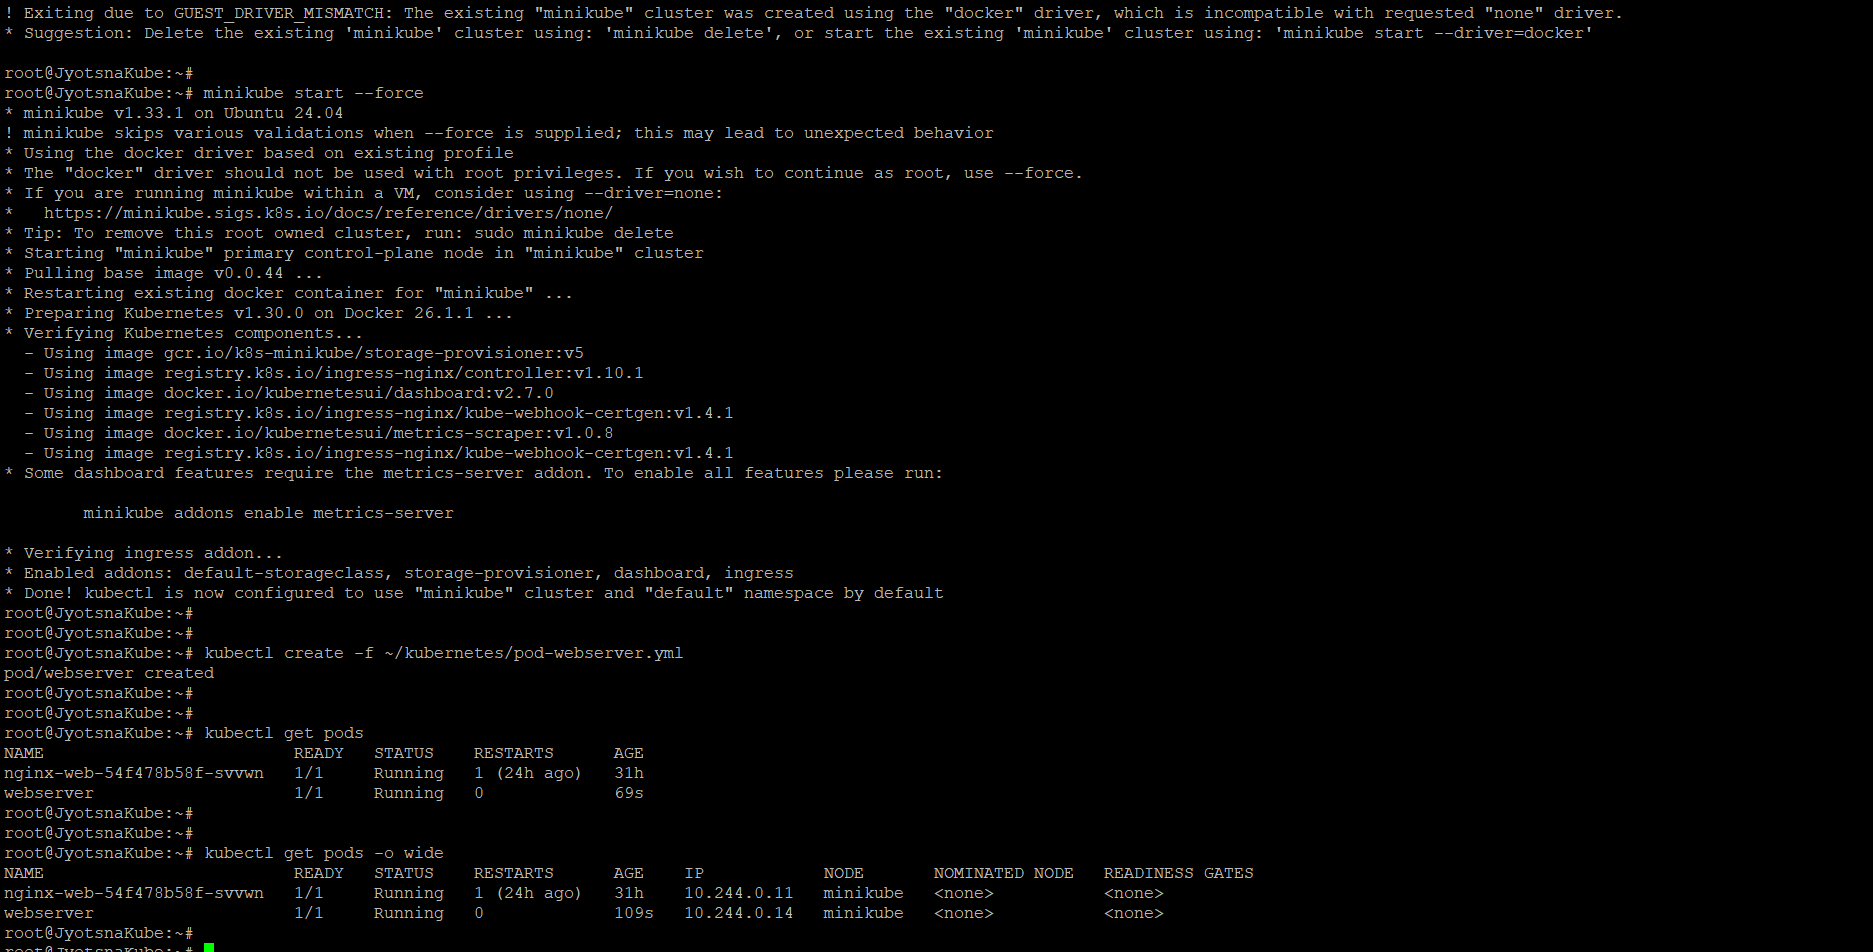 ! Exiting due to GUEST_DRIVER_MISMATCH: The existing "minikube" cluster was created using the "docker" driver, which is incompatible with requested "none" driver.
* Suggestion: Delete the existing 'minikube' cluster using: 'minikube delete', or start the existing 'minikube' cluster using: 'minikube start --driver=docker'
root@JyotsnaKube:~#
root@JyotsnaKube:~# minikube start --force
* minikube v1.33.1 on Ubuntu 24.04
! minikube skips various validations when --force is supplied; this may lead to unexpected behavior
* Using the docker driver based on existing profile
* The "docker" driver should not be used with root privileges. If you wish to continue as root, use --force.
* If you are running minikube within a VM, consider using --driver=none:
*   https://minikube.sigs.k8s.io/docs/reference/drivers/none/
* Tip: To remove this root owned cluster, run: sudo minikube delete
* Starting "minikube" primary control-plane node in "minikube" cluster
* Pulling base image v0.0.44 ...
* Restarting existing docker container for "minikube" ...
* Preparing Kubernetes v1.30.0 on Docker 26.1.1 ...
* Verifying Kubernetes components...
  - Using image gcr.io/k8s-minikube/storage-provisioner:v5
  - Using image registry.k8s.io/ingress-nginx/controller:v1.10.1
  - Using image docker.io/kubernetesui/dashboard:v2.7.0
  - Using image registry.k8s.io/ingress-nginx/kube-webhook-certgen:v1.4.1
  - Using image docker.io/kubernetesui/metrics-scraper:v1.0.8
  - Using image registry.k8s.io/ingress-nginx/kube-webhook-certgen:v1.4.1
* Some dashboard features require the metrics-server addon. To enable all features please run:
        minikube addons enable metrics-server
* Verifying ingress addon...
* Enabled addons: default-storageclass, storage-provisioner, dashboard, ingress
* Done! kubectl is now configured to use "minikube" cluster and "default" namespace by default
root@JyotsnaKube:~#
root@JyotsnaKube:~#
root@JyotsnaKube:~# kubectl create -f ~/kubernetes/pod-webserver.yml
pod/webserver created
root@JyotsnaKube:~#
root@JyotsnaKube:~#
root@JyotsnaKube:~# kubectl get pods
NAME                         READY   STATUS    RESTARTS      AGE
nginx-web-54f478b58f-svvwn   1/1     Running   1 (24h ago)   31h
webserver                    1/1     Running   0             69s
root@JyotsnaKube:~#
root@JyotsnaKube:~#
root@JyotsnaKube:~# kubectl get pods -o wide
NAME                         READY   STATUS    RESTARTS      AGE    IP            NODE       NOMINATED NODE   READINESS GATES
nginx-web-54f478b58f-svvwn   1/1     Running   1 (24h ago)   31h    10.244.0.11   minikube   <none>           <none>
webserver                    1/1     Running   0             109s   10.244.0.14   minikube   <none>           <none>
root@JyotsnaKube:~#
root@JyotsnaKube:~#